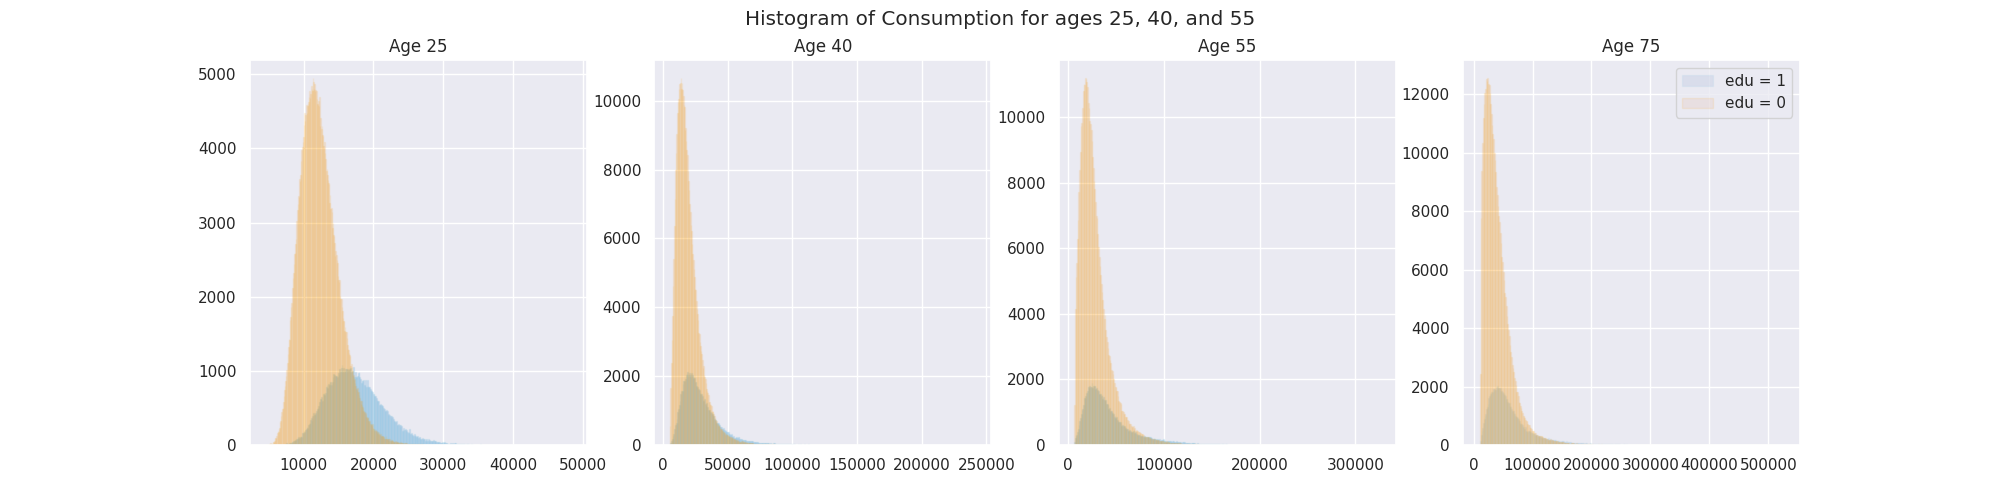 Histogram of Consumption for ages 25, 40, and 55
Age 25
5000
4000
3000
2000
1000
0
10000 20000 30000 40000 50000
Age 40
10000
8000
6000
4000
2000
0
0 50000 100000 150000 200000 250000
Age 55
10000
8000
6000
4000
2000
0
0 100000 200000 300000
Age 75
12000
10000
8000
6000
4000
2000
0
0 100000 200000 300000 400000 500000
edu = 1
edu = 0